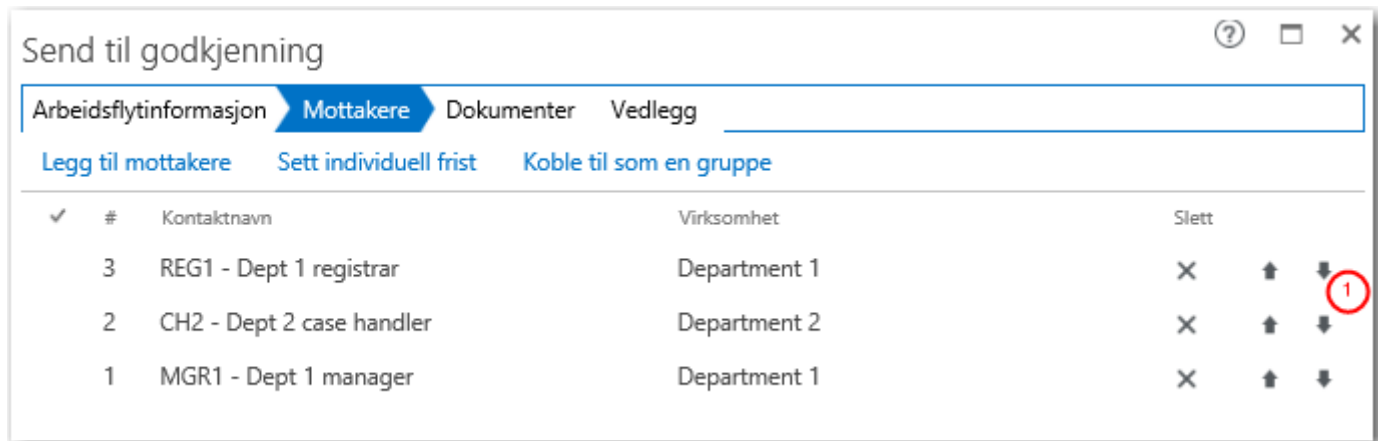 Send til godkjenning
Arbeidsflytinformasjon Mottakere Dokumenter Vedlegg
Legg til mottakere Sett individuell frist Koble til som en gruppe
# Kontaktnavn Virksomhet Slett
3 REG1 - Dept 1 registrar Department 1
1
2 CH2 - Dept 2 case handler Department 2
1 MGR1 - Dept 1 manager Department 1